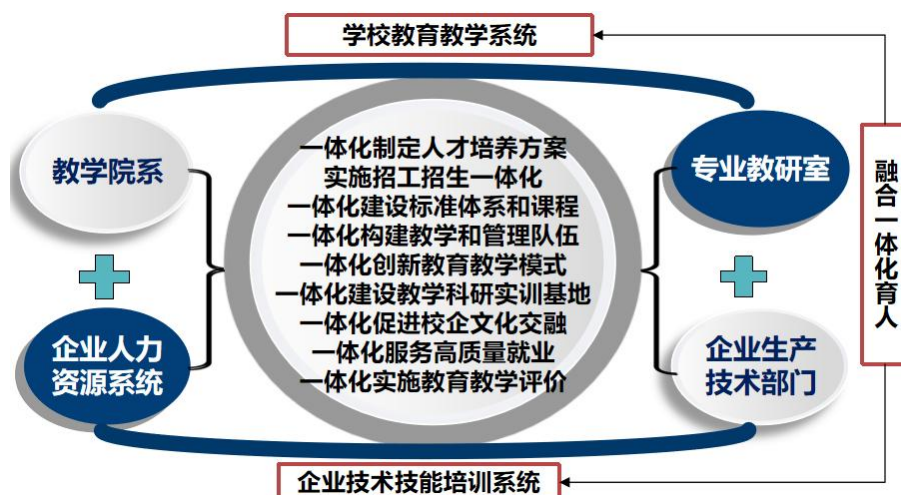 学校教育教学系统
教学院系
企业人力
资源系统
一体化制定人才培养方案
实施招工招生一体化
一体化建设标准体系和课程
一体化构建教学和管理队伍
一体化创新教育教学模式
一体化建设教学科研实训基地
一体化促进校企文化交融
一体化服务高质量就业
一体化实施教育教学评价
专业教研室
企业生产
技术部门
融合一体化育人
企业技术技能培训系统